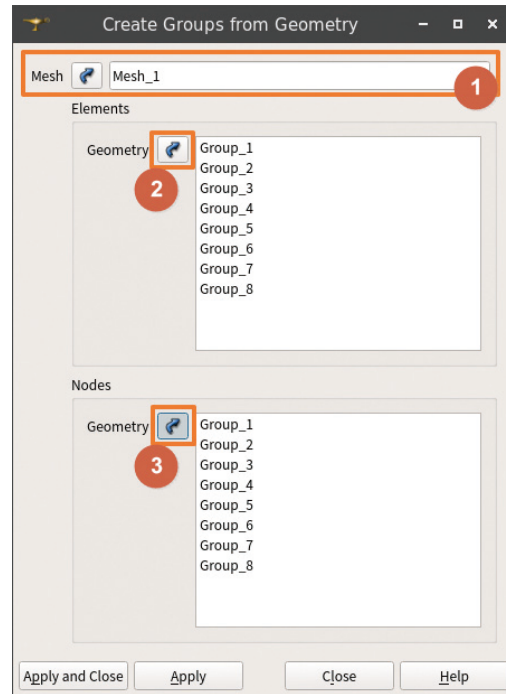 Create Groups from Geometry
Mesh Mesh_1
1
Elements
Geometry Group_1
2
Group_2
Group_3
Group_4
Group_5
Group_6
Group_7
Group_8
Nodes
Geometry Group_1
3
Group_2
Group_3
Group_4
Group_5
Group_6
Group_7
Group_8
Apply and Close Apply Close Help